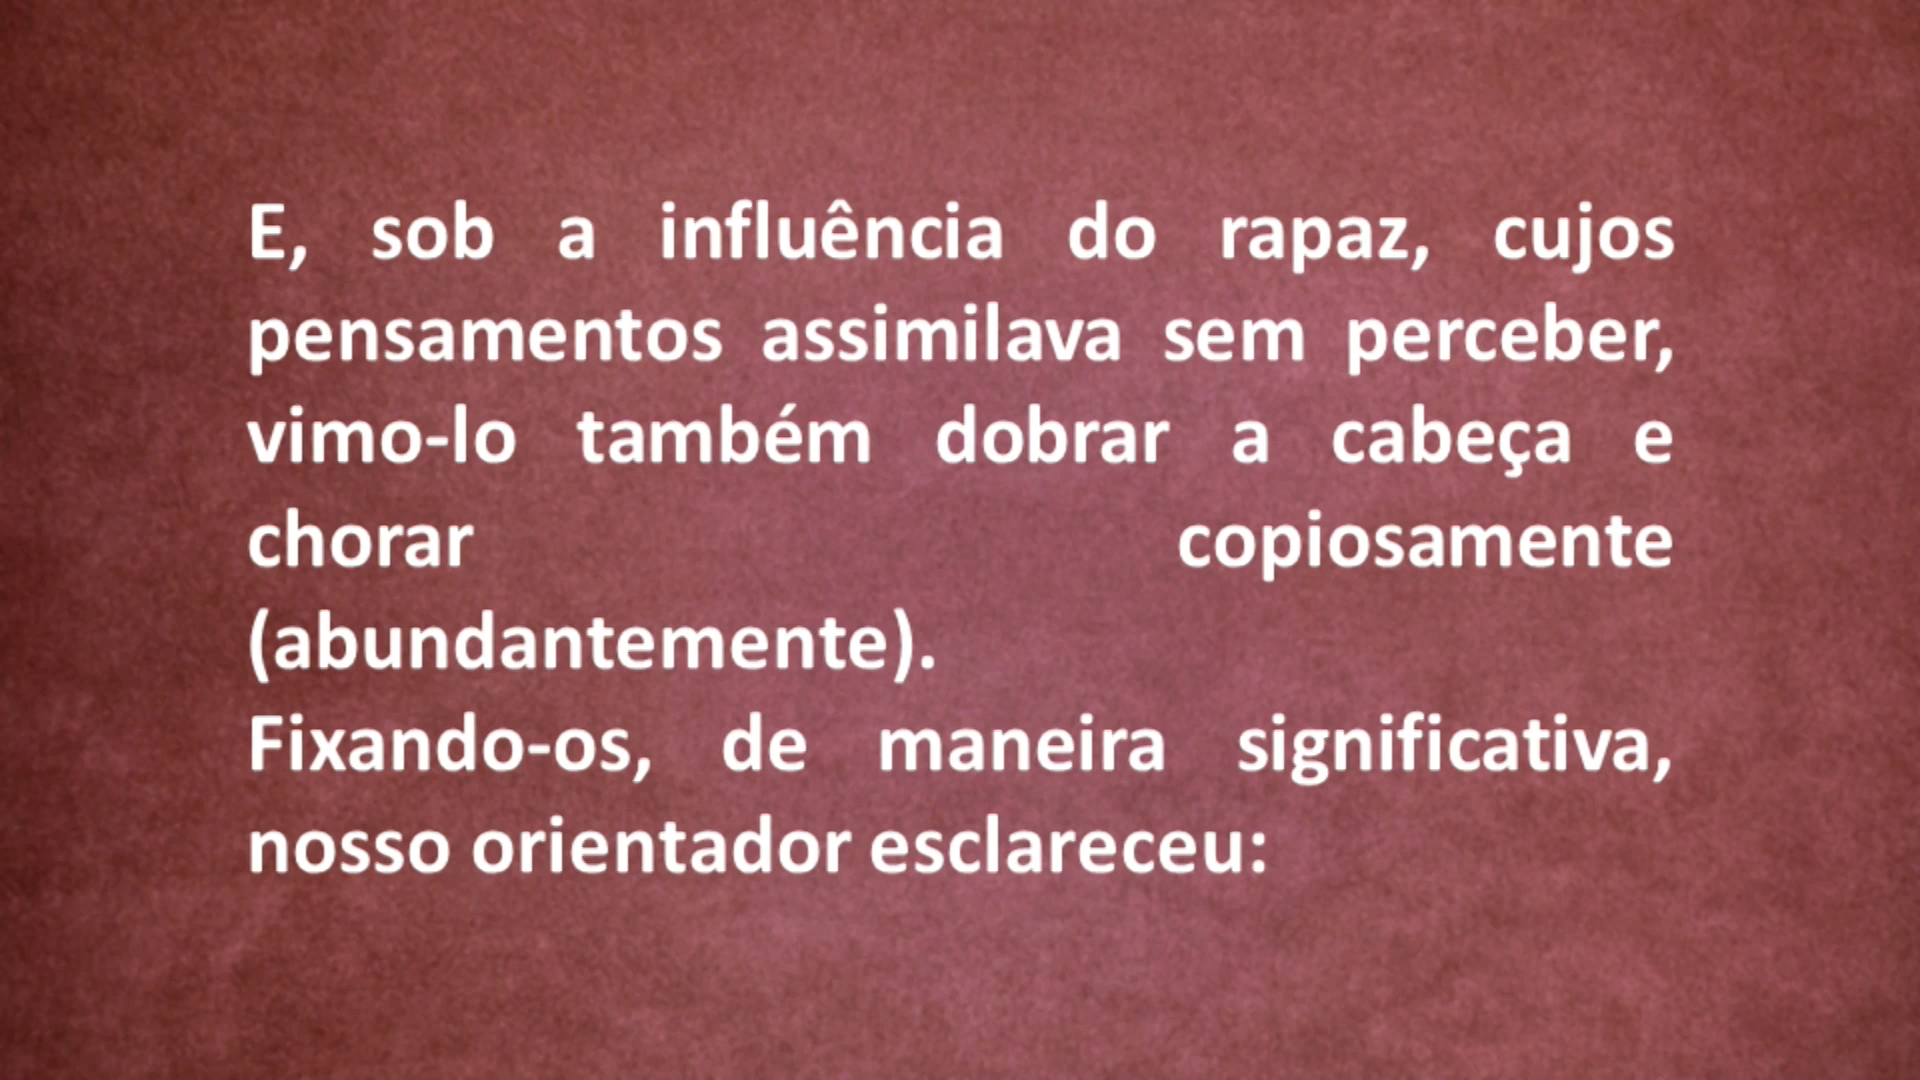 E, sob a influência do rapaz, cujos
pensamentos assimilava sem perceber,
vimo-lo também dobrar a cabeça e
chorar copiosamente
(abundantemente).
Fixando-os, de maneira significativa,
nosso orientador esclareceu: